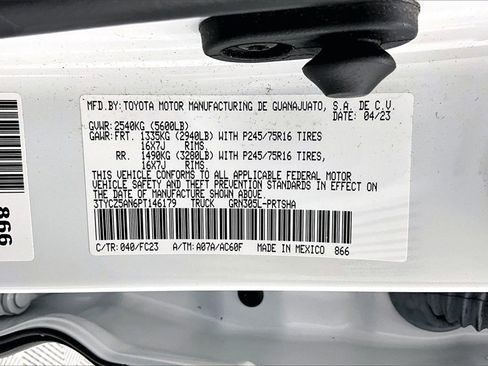 MFD.BY:TOYOTA MOTOR MANUFACTURING DE GUANAJUATO, S.A. DE C.V.
DATE: 04/23
GVWR:2540KG (5600LB)
GAWR:FRT. 1335KG (2940LB) WITH P245/75R16 TIRES
16X7J RIMS,
RR. 1490KG (3280LB) WITH P245/75R16 TIRES,
16X7J RIMS.
THIS VEHICLE CONFORMS TO ALL APPLICABLE FEDERAL MOTOR
VEHICLE SAFETY AND THEFT PREVENTION STANDARDS IN EFFECT ON
THE DATE OF MANUFACTURE SHOWN ABOVE.
3TYCZ5AN6PT146179 TRUCK GRN305L-PRTSHA
C/TR:040/FC23 A/TM:A07A/AC60F MADE IN MEXICO 866
866